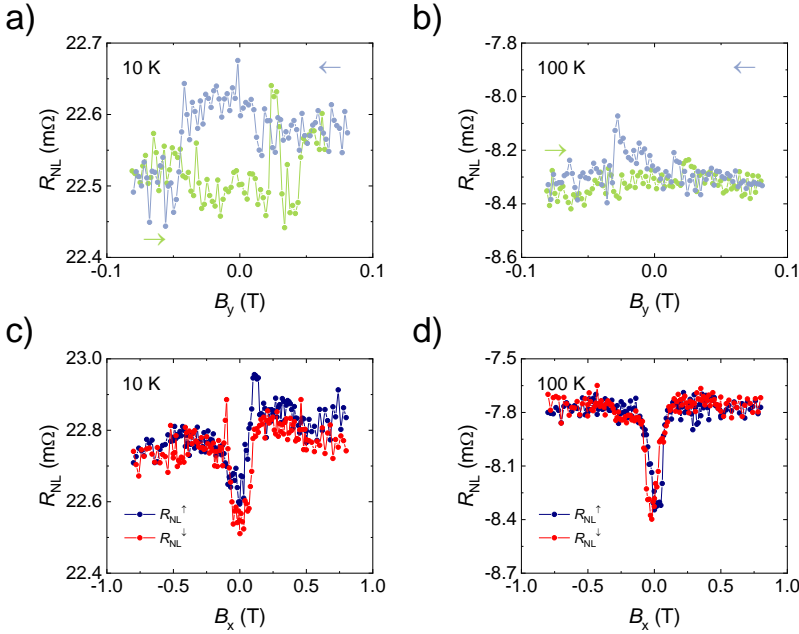 a)
b)
22.7
22.6
22.5
22.4
10 K
←
→
-0.1
0.0
0.1
R_NL (mΩ)
B_y (T)
-7.8
-8.0
-8.2
-8.4
-8.6
100 K
←
→
-0.1
0.0
0.1
R_NL (mΩ)
B_y (T)
c)
d)
23.0
22.8
22.6
22.4
10 K
R_NL↑
R_NL↓
-1.0
-0.5
0.0
0.5
1.0
R_NL (mΩ)
B_x (T)
-7.5
-7.8
-8.1
-8.4
-8.7
100 K
R_NL↑
R_NL↓
-1.0
-0.5
0.0
0.5
1.0
R_NL (mΩ)
B_x (T)